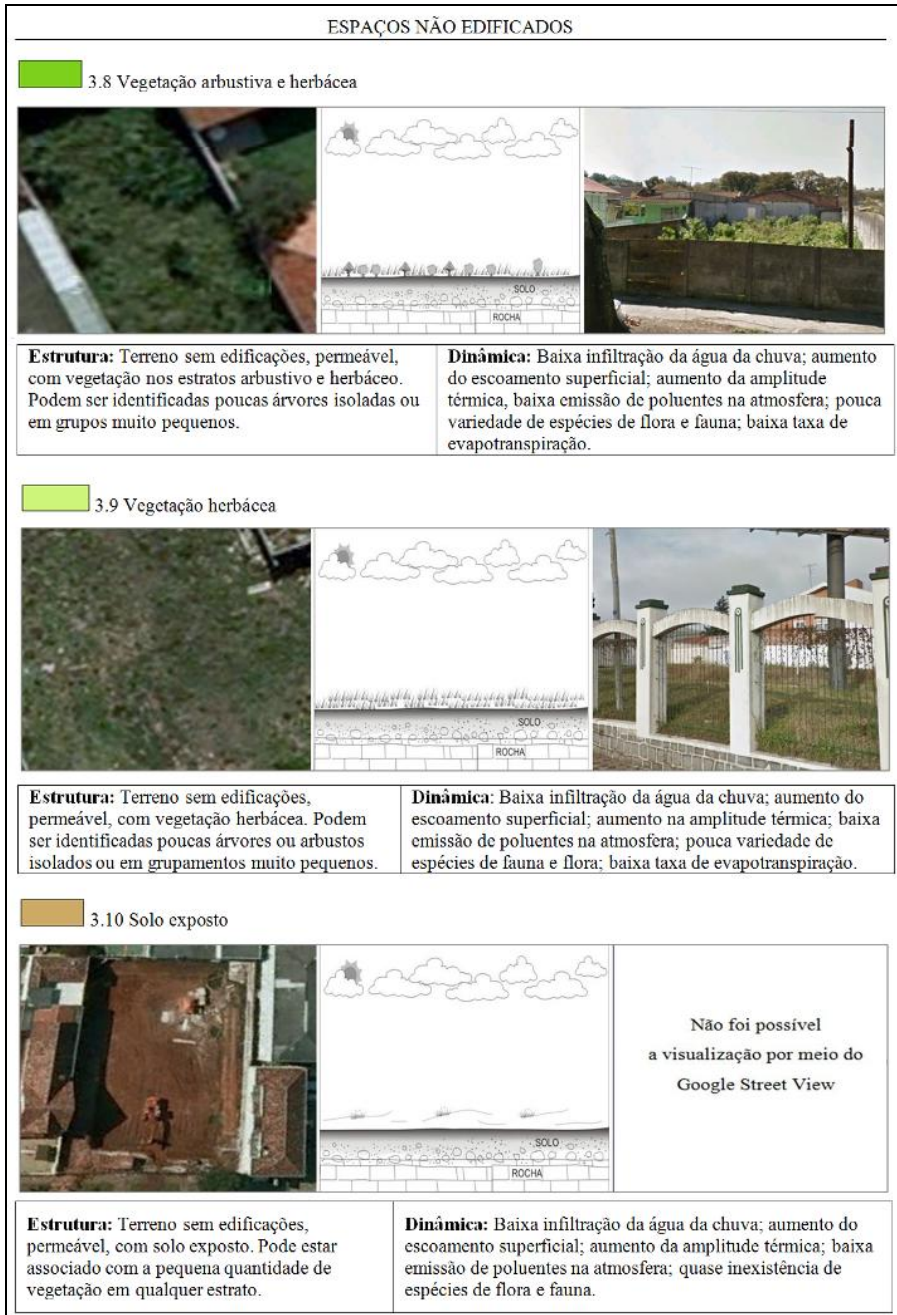 ESPAÇOS NÃO EDIFICADOS
3.8 Vegetação arbustiva e herbácea
SOLO
ROCHA
Estrutura: Terreno sem edificações, permeável,
com vegetação nos estratos arbustivo e herbáceo.
Podem ser identificadas poucas árvores isoladas ou
em grupos muito pequenos.
Dinâmica: Baixa infiltração da água da chuva; aumento
do escoamento superficial; aumento da amplitude
térmica, baixa emissão de poluentes na atmosfera; pouca
variedade de espécies de flora e fauna; baixa taxa de
evapotranspiração.
3.9 Vegetação herbácea
SOLO
ROCHA
Estrutura: Terreno sem edificações,
permeável, com vegetação herbácea. Podem
ser identificadas poucas árvores ou arbustos
isolados ou em grupamentos muito pequenos.
Dinâmica: Baixa infiltração da água da chuva; aumento do
escoamento superficial; aumento na amplitude térmica; baixa
emissão de poluentes na atmosfera; pouca variedade de
espécies de fauna e flora; baixa taxa de evapotranspiração.
3.10 Solo exposto
SOLO
ROCHA
Não foi possível
a visualização por meio do
Google Street View
Estrutura: Terreno sem edificações,
permeável, com solo exposto. Pode estar
associado com a pequena quantidade de
vegetação em qualquer estrato.
Dinâmica: Baixa infiltração da água da chuva; aumento do
escoamento superficial; aumento da amplitude térmica; baixa
emissão de poluentes na atmosfera; quase inexistência de
espécies de flora e fauna.